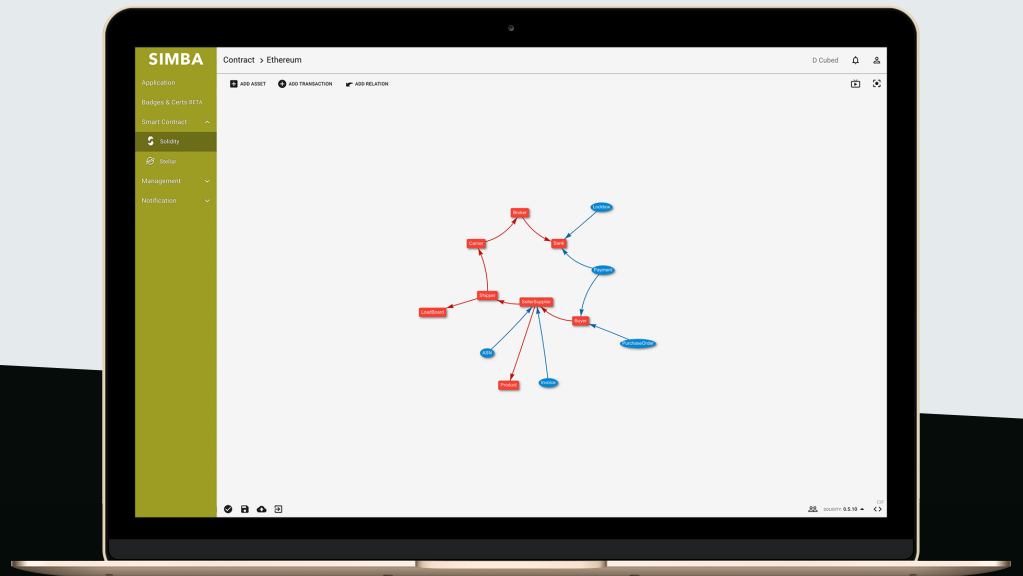 SIMBA
Contract > Ethereum
D Cubed
Application
ADD ASSET
ADD TRANSACTION
ADD RELATION
Badges & Certs BETA
Smart Contract
Solidity
Stellar
Management
Notification
Lockbox
Broker
Carrier
Bank
Payment
Shipper
SellerSupplier
LoadBoard
Buyer
PurchaseOrder
ASN
Product
Invoice
SOLIDITY: 0.5.10